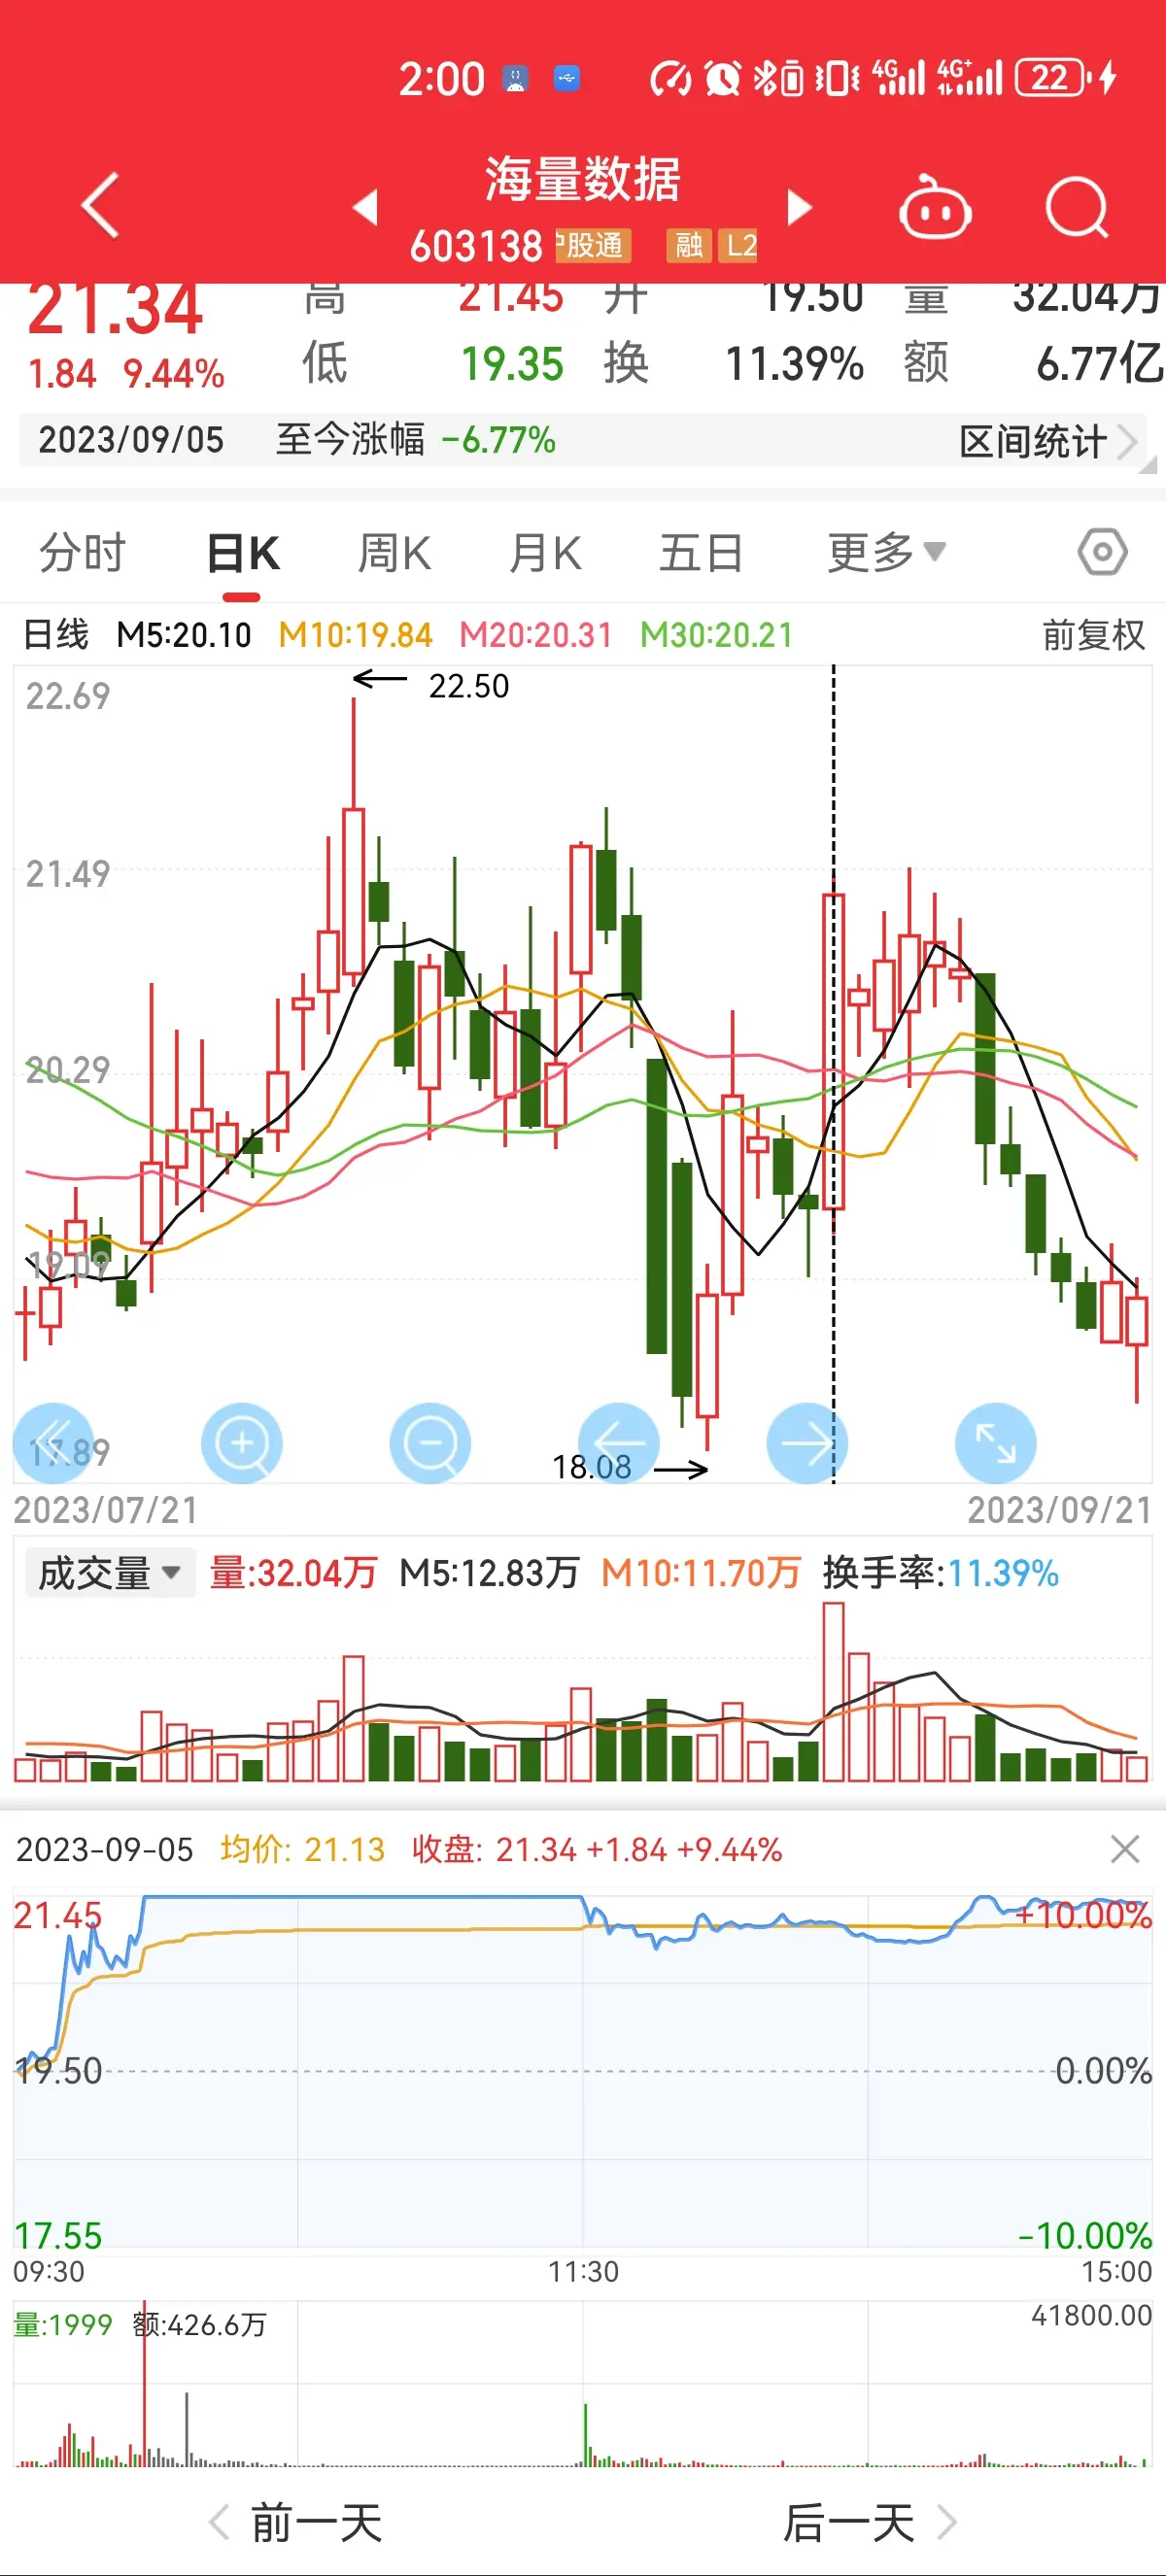 2:00 4G 4G+ 22
海量数据
603138 股通 融 L2
21.34 高 21.45 开 19.50 量 32.04万
1.84 9.44% 低 19.35 换 11.39% 额 6.77亿
2023/09/05 至今涨幅 -6.77% 区间统计
分时 日K 周K 月K 五日 更多
日线 M5:20.10 M10:19.84 M20:20.31 M30:20.21 前复权
22.69
22.50
21.49
20.29
19.09
17.89
18.08
2023/07/21 2023/09/21
成交量 量:32.04万 M5:12.83万 M10:11.70万 换手率:11.39%
2023-09-05 均价: 21.13 收盘: 21.34 +1.84 +9.44%
21.45 +10.00%
19.50 0.00%
17.55 -10.00%
09:30 11:30 15:00
量:1999 额:426.6万 41800.00
前一天 后一天